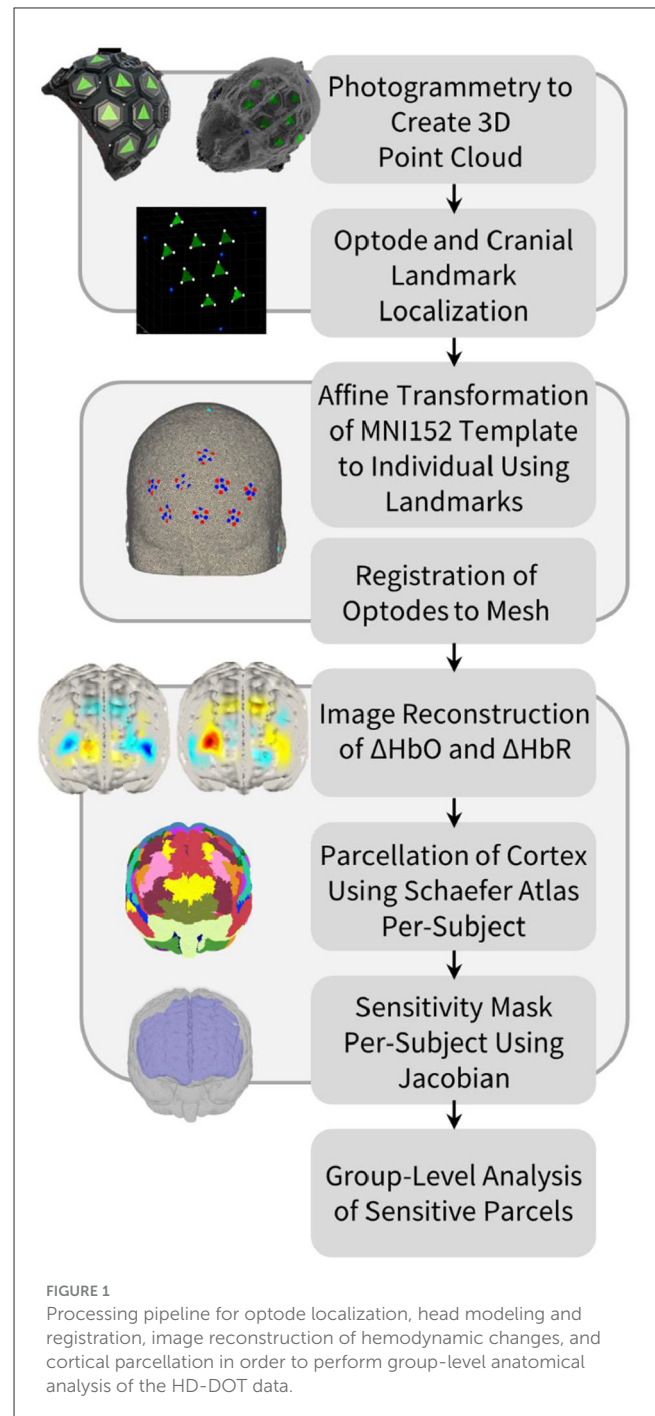 Photogrammetry to
Create 3D
Point Cloud
Optode and Cranial
Landmark
Localization
Affine Transformation
of MNI152 Template
to Individual Using
Landmarks
Registration of
Optodes to Mesh
Image Reconstruction
of ΔHbO and ΔHbR
Parcellation of Cortex
Using Schaefer Atlas
Per-Subject
Sensitivity Mask
Per-Subject Using
Jacobian
Group-Level Analysis
of Sensitive Parcels
FIGURE 1
Processing pipeline for optode localization, head modeling and
registration, image reconstruction of hemodynamic changes, and
cortical parcellation in order to perform group-level anatomical
analysis of the HD-DOT data.